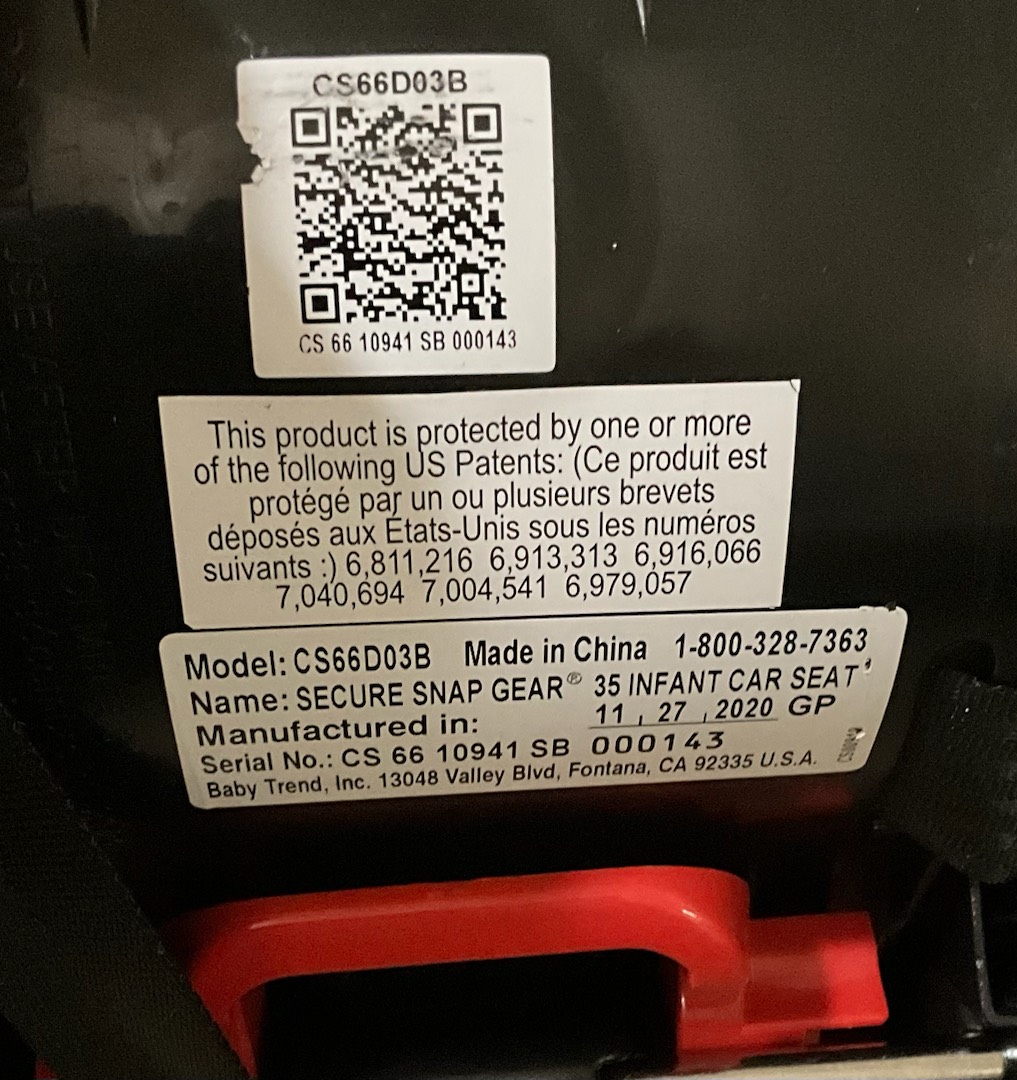 CS66D03B
CS 66 10941 SB 000143
This product is protected by one or more
of the following US Patents: (Ce produit est
protégé par un ou plusieurs brevets
déposés aux États-Unis sous les numéros
suivants :) 6,811,216 6,913,313 6,916,066
7,040,694 7,004,541 6,979,057
Model: CS66D03B Made in China 1-800-328-7363
Name: SECURE SNAP GEAR® 35 INFANT CAR SEAT
Manufactured in: 11 , 27 , 2020 GP
Serial No.: CS 66 10941 SB 000143
Baby Trend, Inc. 13048 Valley Blvd, Fontana, CA 92335 U.S.A.